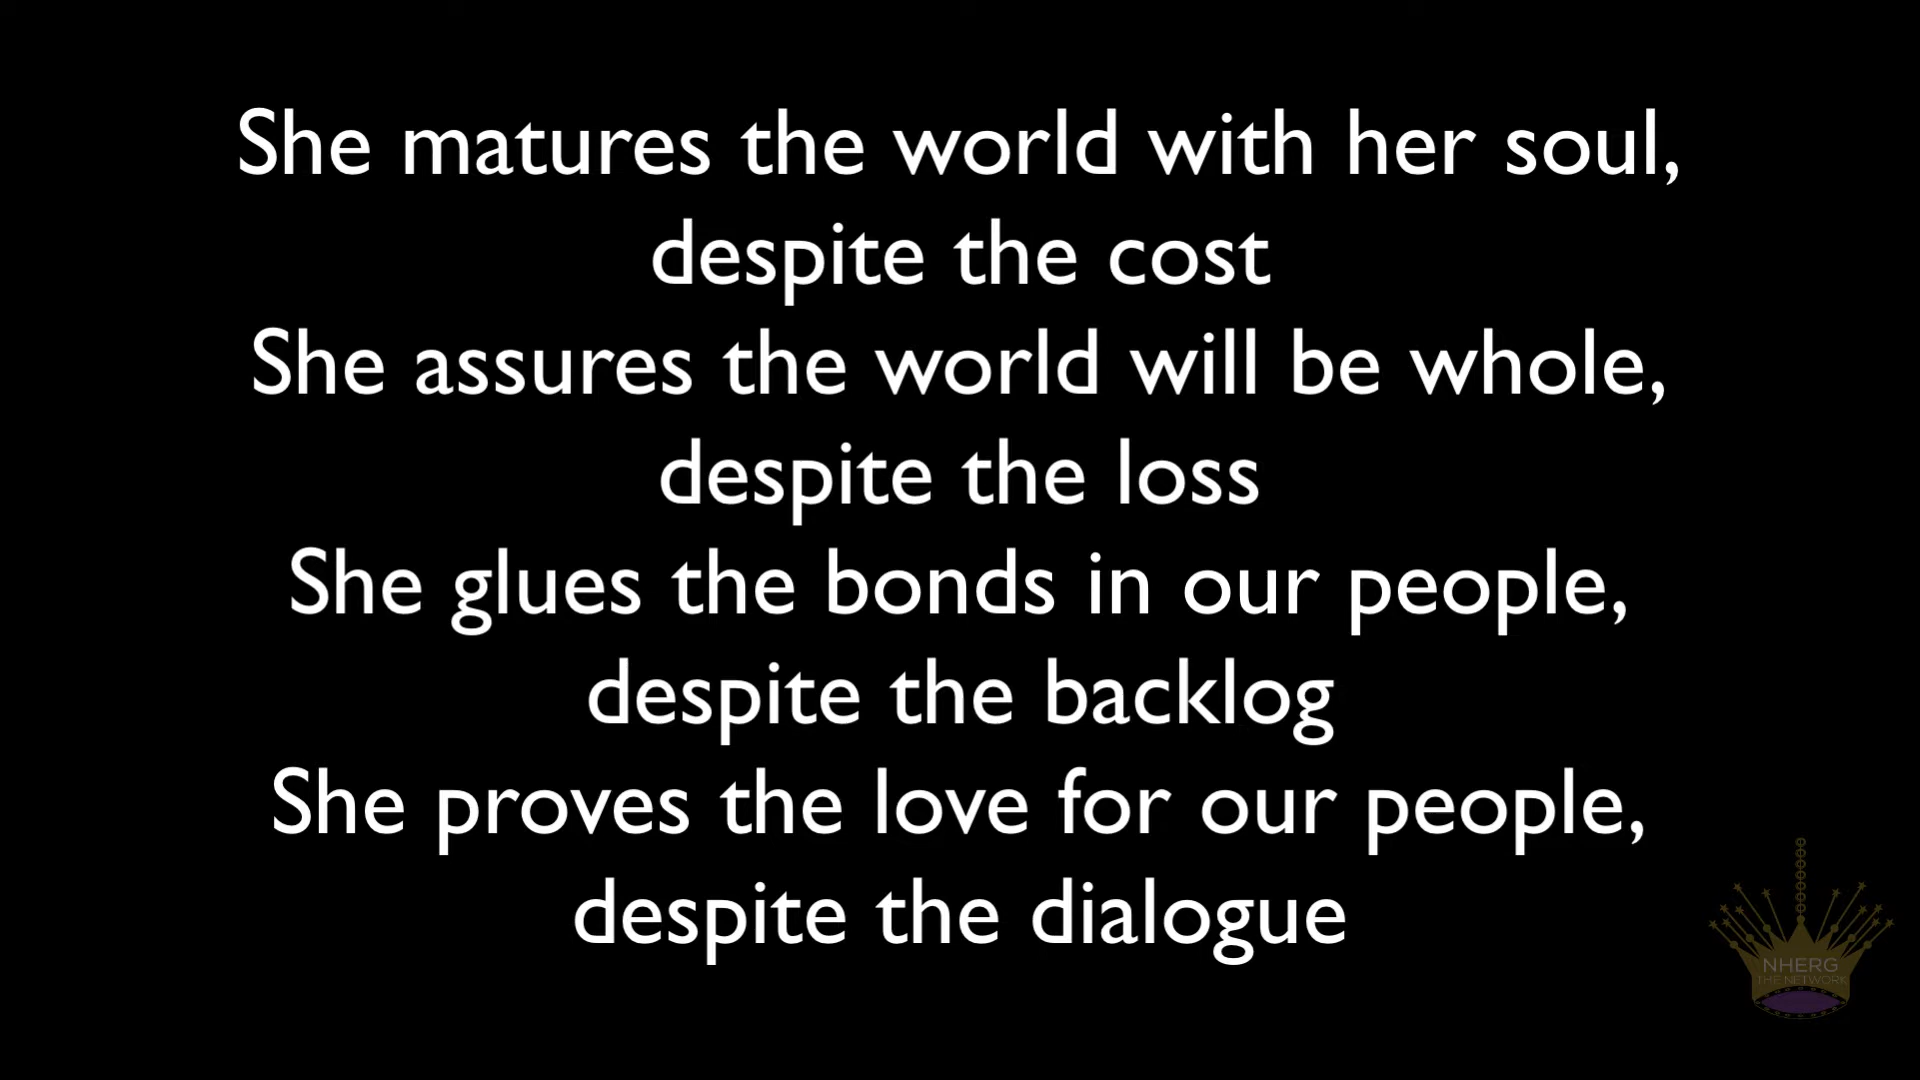 She matures the world with her soul,
despite the cost
She assures the world will be whole,
despite the loss
She glues the bonds in our people,
despite the backlog
She proves the love for our people,
despite the dialogue
NHERG
THE NETWORK